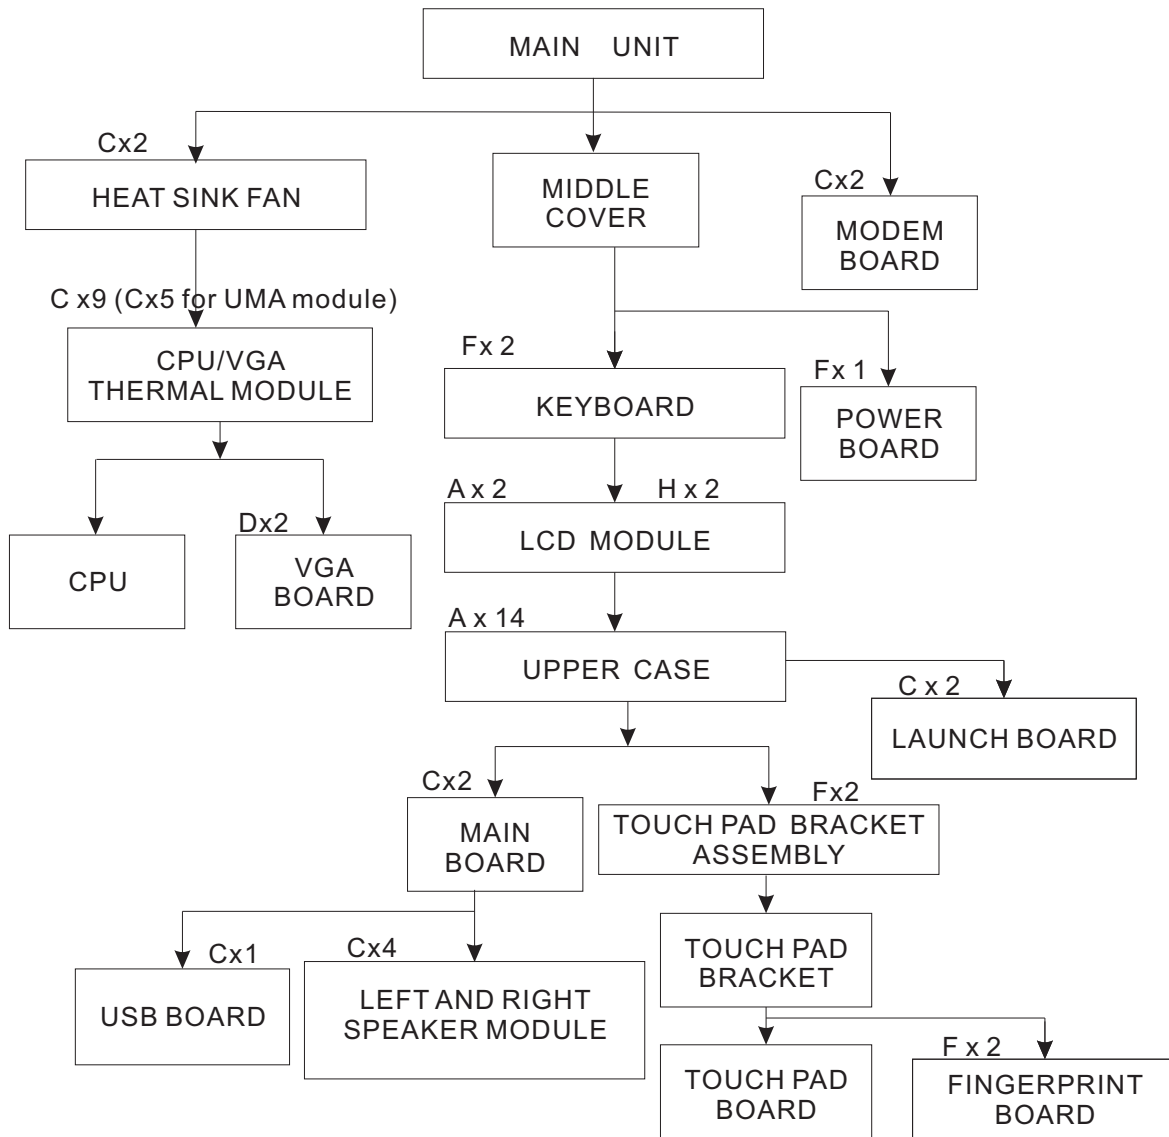 MAIN UNIT
Cx2
HEAT SINK FAN
MIDDLE
COVER
Cx2
MODEM
BOARD
C x9 (Cx5 for UMA module)
CPU/VGA
THERMAL MODULE
Fx 2
KEYBOARD
Fx 1
POWER
BOARD
CPU
Dx2
VGA
BOARD
A x 2
H x 2
LCD MODULE
A x 14
UPPER CASE
C x 2
LAUNCH BOARD
Cx2
MAIN
BOARD
Fx2
TOUCH PAD BRACKET
ASSEMBLY
Cx1
USB BOARD
Cx4
LEFT AND RIGHT
SPEAKER MODULE
TOUCH PAD
BRACKET
TOUCH PAD
BOARD
F x 2
FINGERPRINT
BOARD